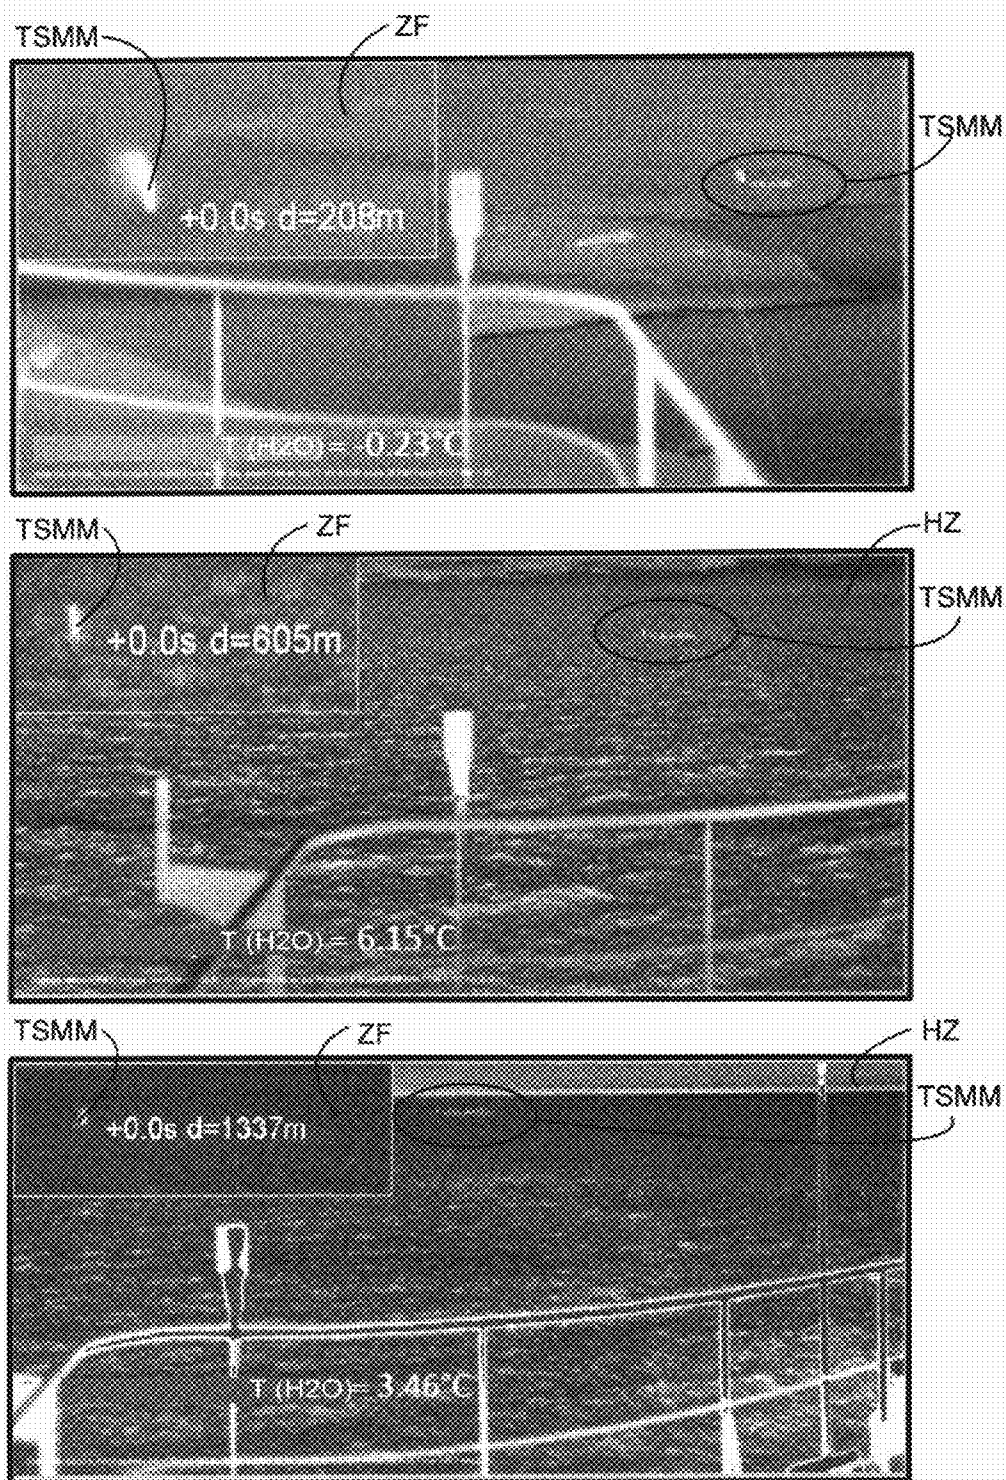 TSMM ZF
TSMM
+0.0s d=208m
T (H2O)= -0.23°C
TSMM ZF HZ
TSMM
+0.0s d=605m
T (H2O)= 6.15°C
TSMM ZF HZ
TSMM
+0.0s d=1337m
T (H2O)= 3.46°C